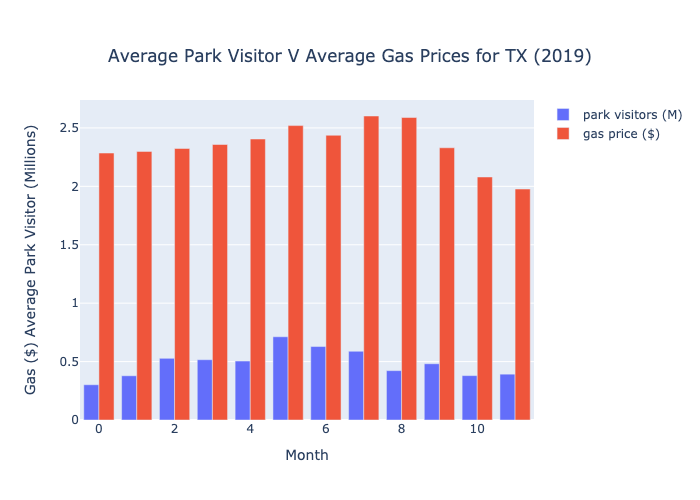 Average Park Visitor V Average Gas Prices for TX (2019)
park visitors (M)
gas price ($)
Gas ($) Average Park Visitor (Millions)
2.5
2
1.5
1
0.5
0
0 2 4 6 8 10
Month